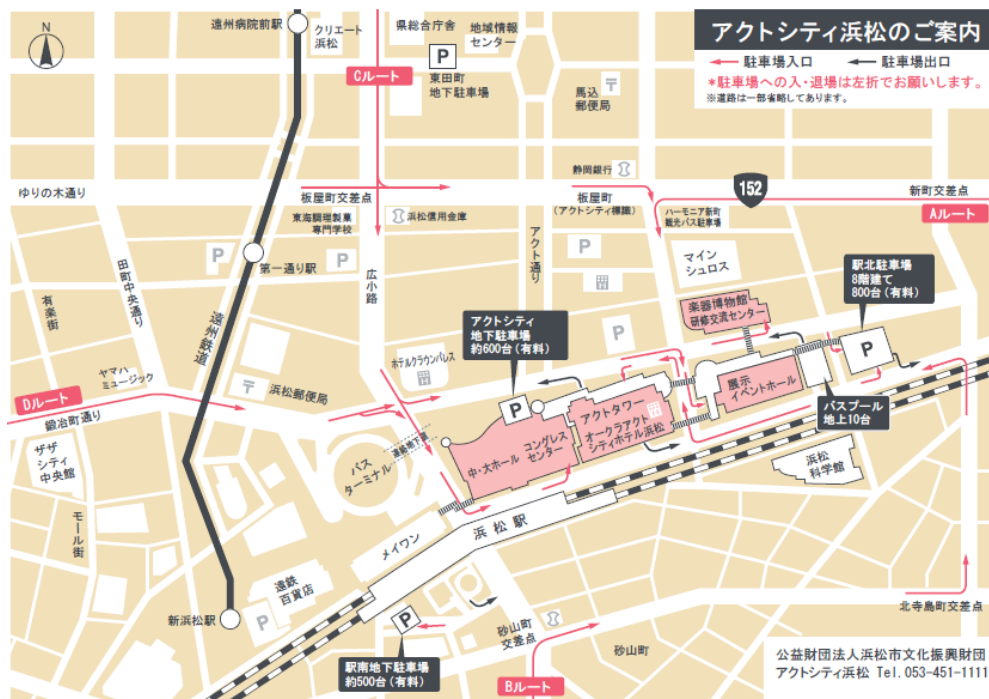 アクトシティ浜松のご案内
駐車場入口
駐車場出口
*駐車場への入・退場は左折でお願いします。
※道路は一部省略してあります。
N
遠州病院前駅
クリエート
浜松
県総合庁舎
地域情報
センター
P
東田町
地下駐車場
Cルート
馬込
郵便局
静岡銀行
ゆりの木通り
板屋町交差点
板屋町
(アクトシティ標識)
152
新町交差点
Aルート
東海調理製菓
専門学校
浜松信用金庫
ハーモニア新町
観光バス駐車場
P
P
P
第一通り駅
広小路
アクト通り
マイン
シュロス
田町中央通り
有楽街
遠州鉄道
駅北駐車場
8階建て
800台(有料)
楽器博物館
研修交流センター
アクトシティ
地下駐車場
約600台(有料)
P
P
ホテルクラウンパレス
ヤマハ
ミュージック
Dルート
鍛冶町通り
浜松郵便局
P
展示
イベントホール
アクトタワー
オークラアクト
シティホテル浜松
バスプール
地上10台
コングレス
センター
中・大ホール
連絡地下道
バス
ターミナル
ザザ
シティ
中央館
浜松
科学館
モール街
浜松駅
メイワン
遠鉄
百貨店
新浜松駅
P
P
砂山町
交差点
砂山町
北寺島町交差点
駅南地下駐車場
約500台(有料)
Bルート
公益財団法人浜松市文化振興財団
アクトシティ浜松 Tel. 053-451-1111